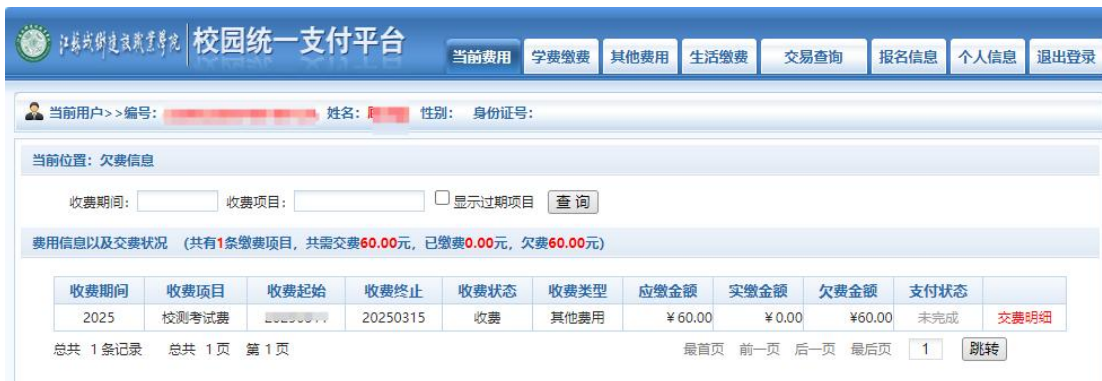 江苏城乡建设职业学院 校园统一支付平台
当前费用 学费缴费 其他费用 生活缴费 交易查询 报名信息 个人信息 退出登录
当前用户>>编号: 姓名: 性别: 身份证号:
当前位置: 欠费信息
收费期间: 收费项目: 显示过期项目 查 询
费用信息以及交费状况 (共有1条缴费项目, 共需交费60.00元, 已缴费0.00元, 欠费60.00元)
收费期间 收费项目 收费起始 收费终止 收费状态 收费类型 应缴金额 实缴金额 欠费金额 支付状态
2025 校测考试费 20250315 收费 其他费用 ¥ 60.00 ¥ 0.00 ¥60.00 未完成 交费明细
总共 1 条记录 总共 1 页 第 1 页 最首页 前一页 后一页 最后页 1 跳转